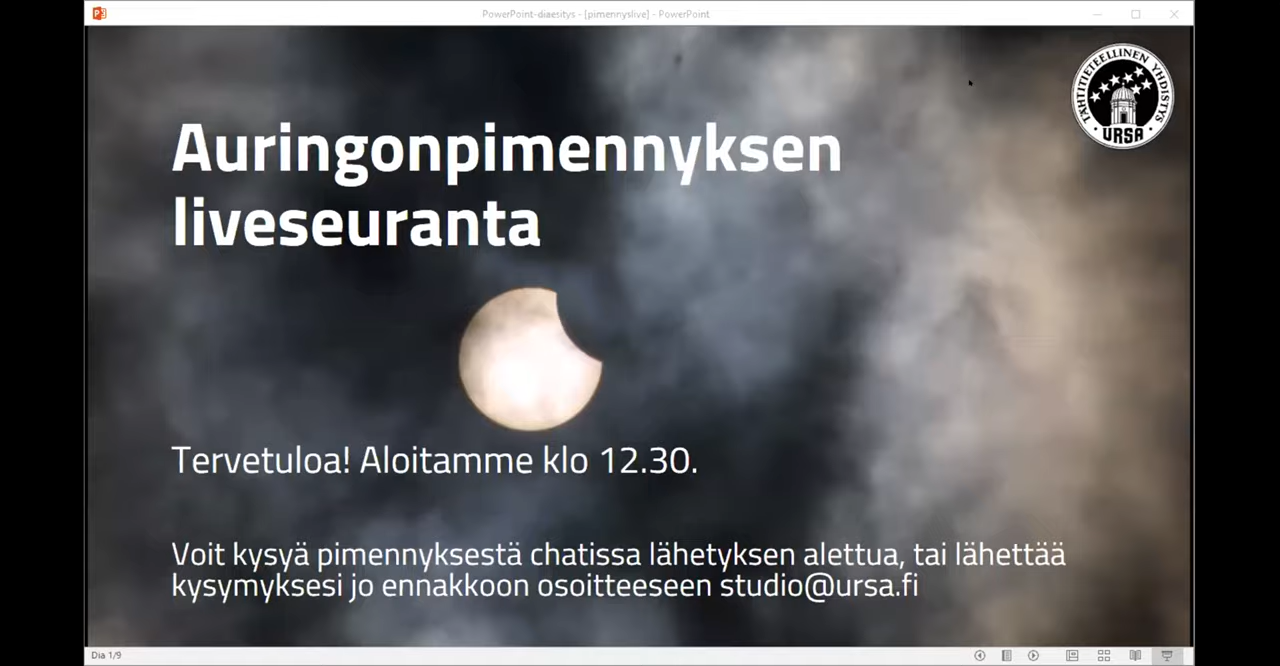 PowerPoint-diaesitys - [pimennyslive] - PowerPoint
TÄHTITIETEELLINEN YHDISTYS
URSA
Auringonpimennyksen
liveseuranta
Tervetuloa! Aloitamme klo 12.30.
Voit kysyä pimennyksestä chatissa lähetyksen alettua, tai lähettää
kysymyksesi jo ennakkoon osoitteeseen studio@ursa.fi
Dia 1/9